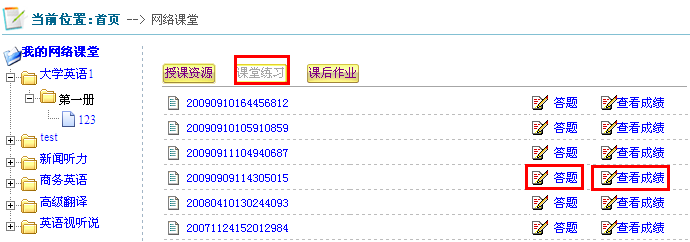 当前位置:首页 --> 网络课堂
我的网络课堂
大学英语1
第一册
123
test
新闻听力
商务英语
高级翻译
英语视听说
授课资源 课堂练习 课后作业
20090910164456812 答题 查看成绩
20090910105910859 答题 查看成绩
20090911104940687 答题 查看成绩
20090909114305015 答题 查看成绩
20080410130244093 答题 查看成绩
20071124152012984 答题 查看成绩